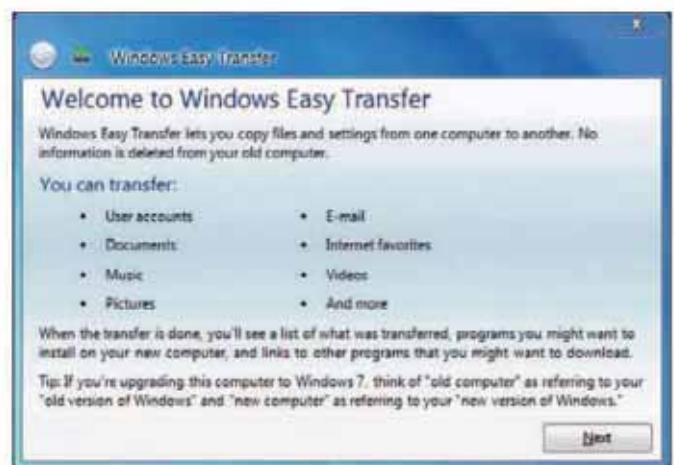 Windows Easy Transfer
Welcome to Windows Easy Transfer
Windows Easy Transfer lets you copy files and settings from one computer to another. No
information is deleted from your old computer.
You can transfer:
• User accounts • E-mail
• Documents • Internet favorites
• Music • Videos
• Pictures • And more
When the transfer is done, you'll see a list of what was transferred, programs you might want to
install on your new computer, and links to other programs that you might want to download.
Tip: If you're upgrading this computer to Windows 7, think of "old computer" as referring to your
"old version of Windows" and "new computer" as referring to your "new version of Windows."
Next